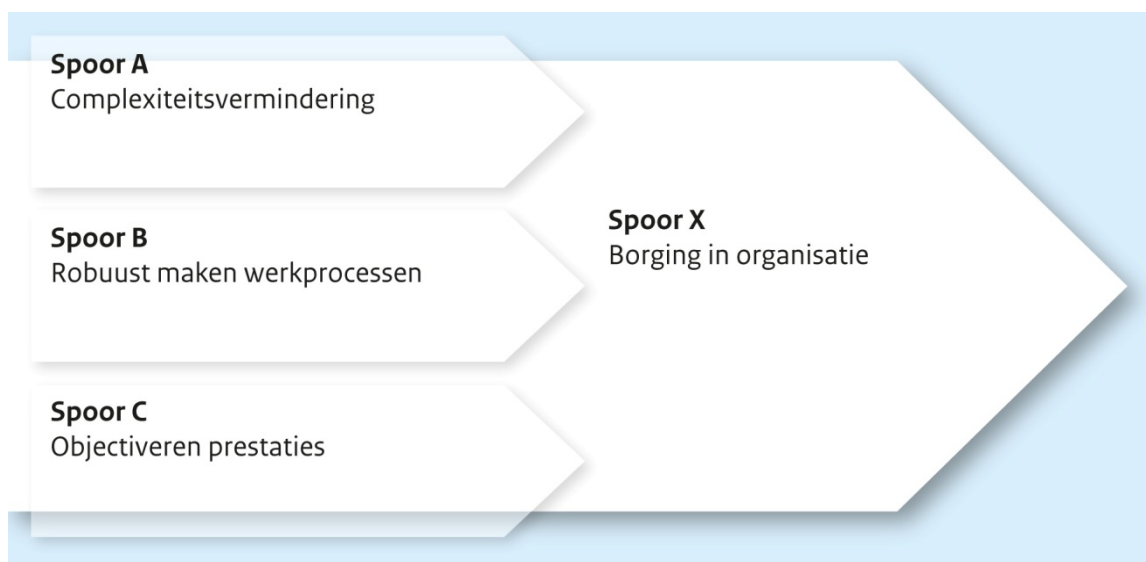 Spoor A
Complexiteitsvermindering
Spoor B
Robuust maken werkprocessen
Spoor C
Objectiveren prestaties
Spoor X
Borging in organisatie